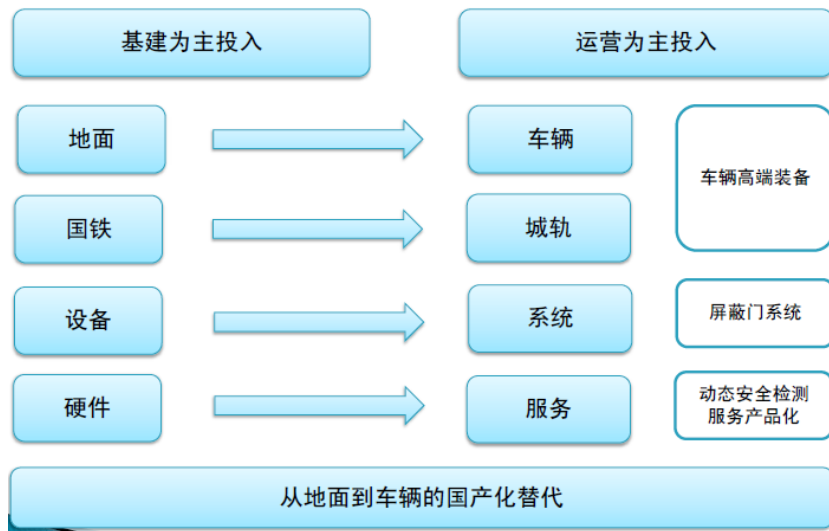 基建为主投入
运营为主投入
地面
车辆
车辆高端装备
国铁
城轨
设备
系统
屏蔽门系统
硬件
服务
动态安全检测
服务产品化
从地面到车辆的国产化替代